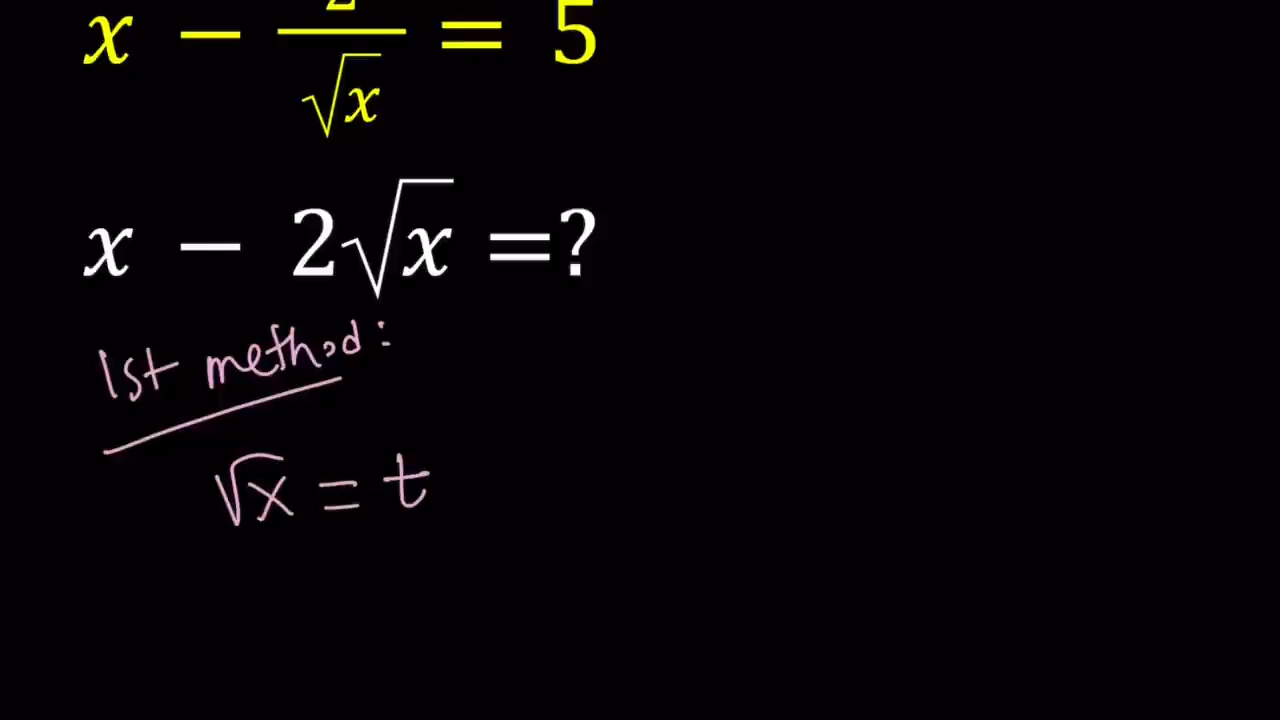 x − 2/√x = 5
x − 2√x =?
1st method:
√x = t